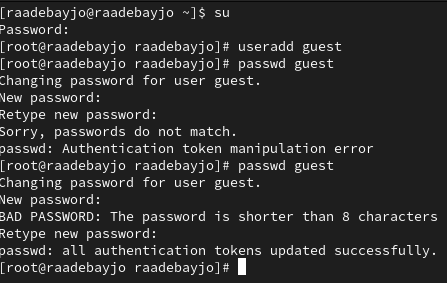 [raadebayjo@raadebayjo ~]$ su
Password:
[root@raadebayjo raadebayjo]# useradd guest
[root@raadebayjo raadebayjo]# passwd guest
Changing password for user guest.
New password:
Retype new password:
Sorry, passwords do not match.
passwd: Authentication token manipulation error
[root@raadebayjo raadebayjo]# passwd guest
Changing password for user guest.
New password:
BAD PASSWORD: The password is shorter than 8 characters
Retype new password:
passwd: all authentication tokens updated successfully.
[root@raadebayjo raadebayjo]#